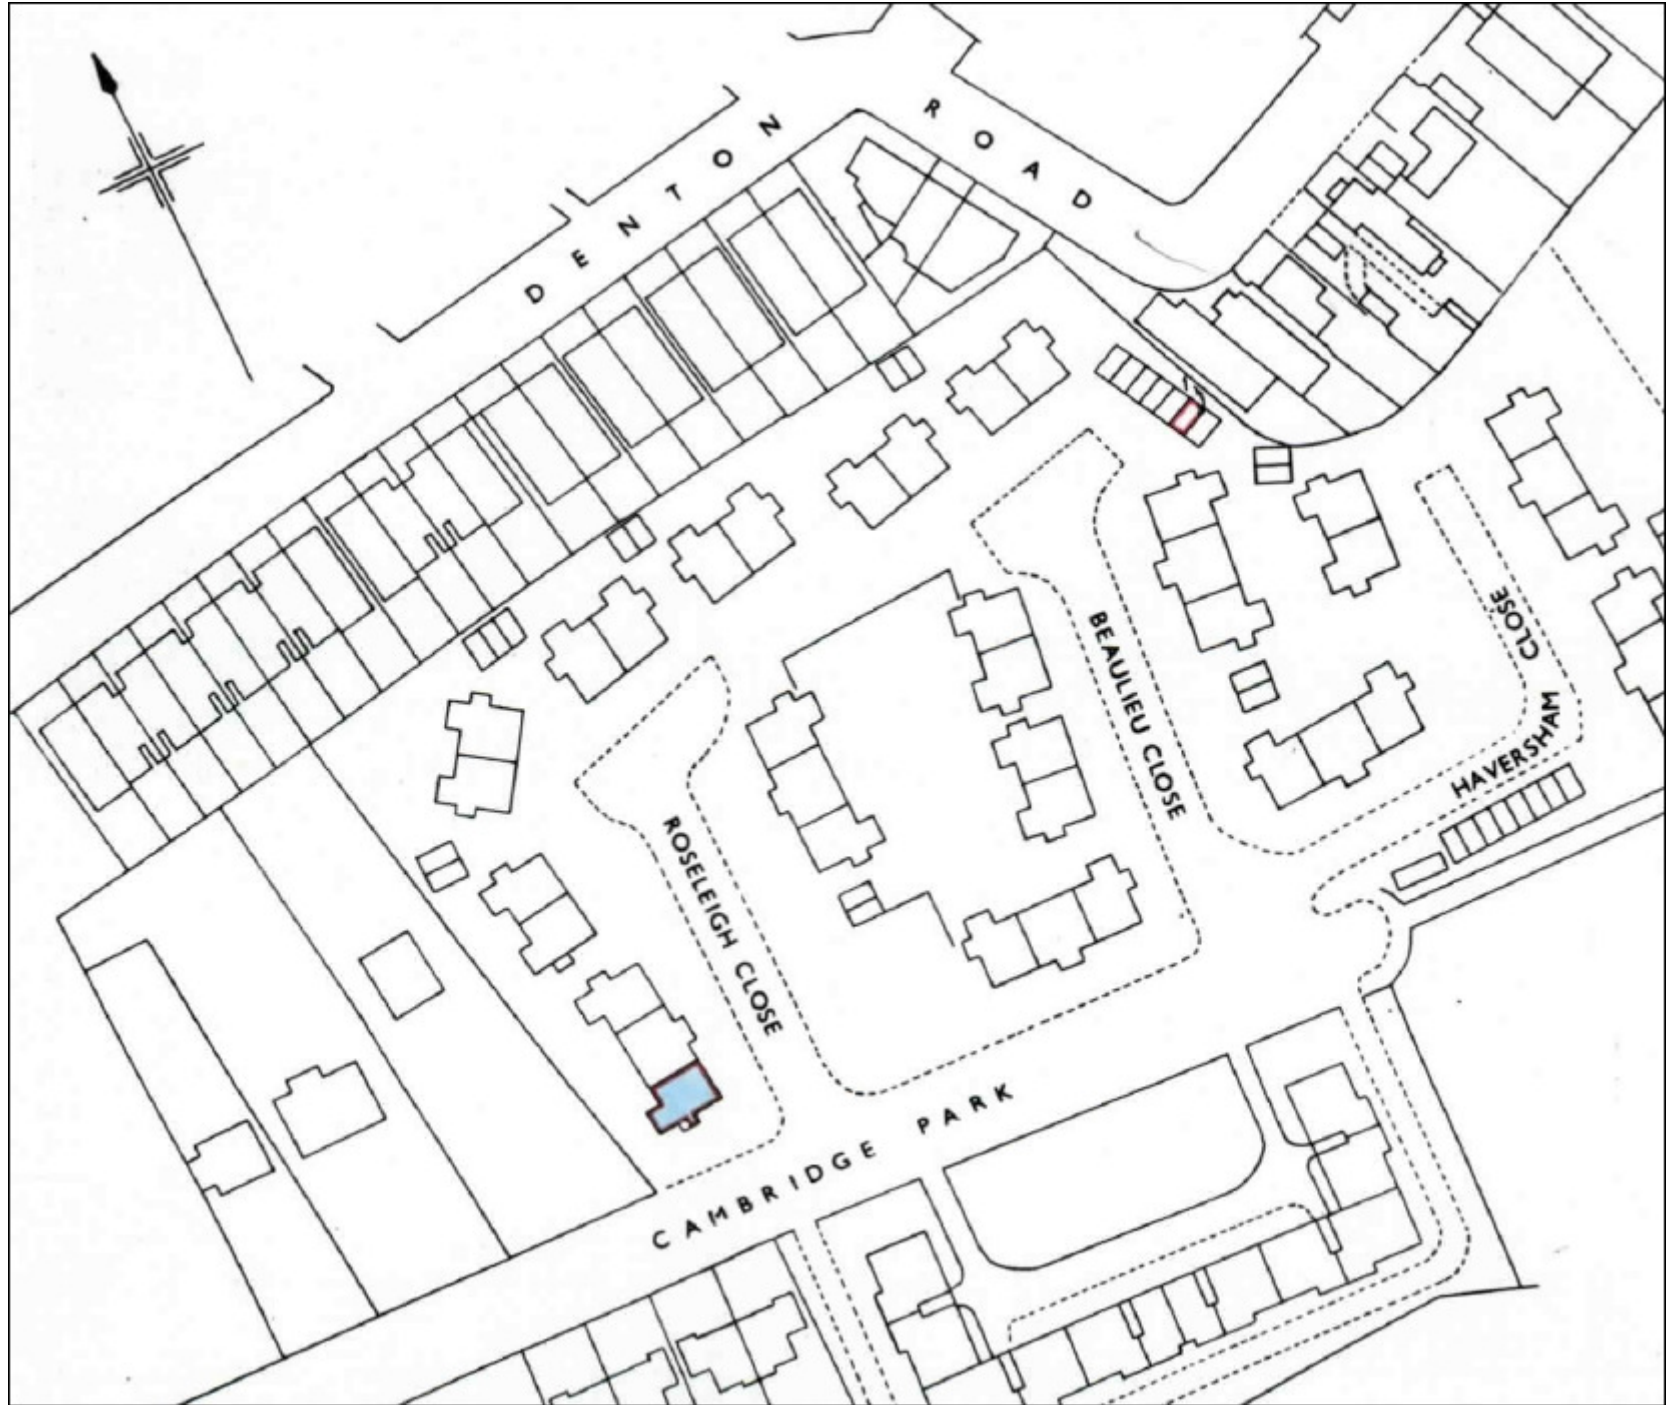 DENTON
ROAD
BEAULIEU CLOSE
CLOSE
HAVERSHAM
ROSELEIGH CLOSE
CAMBRIDGE PARK